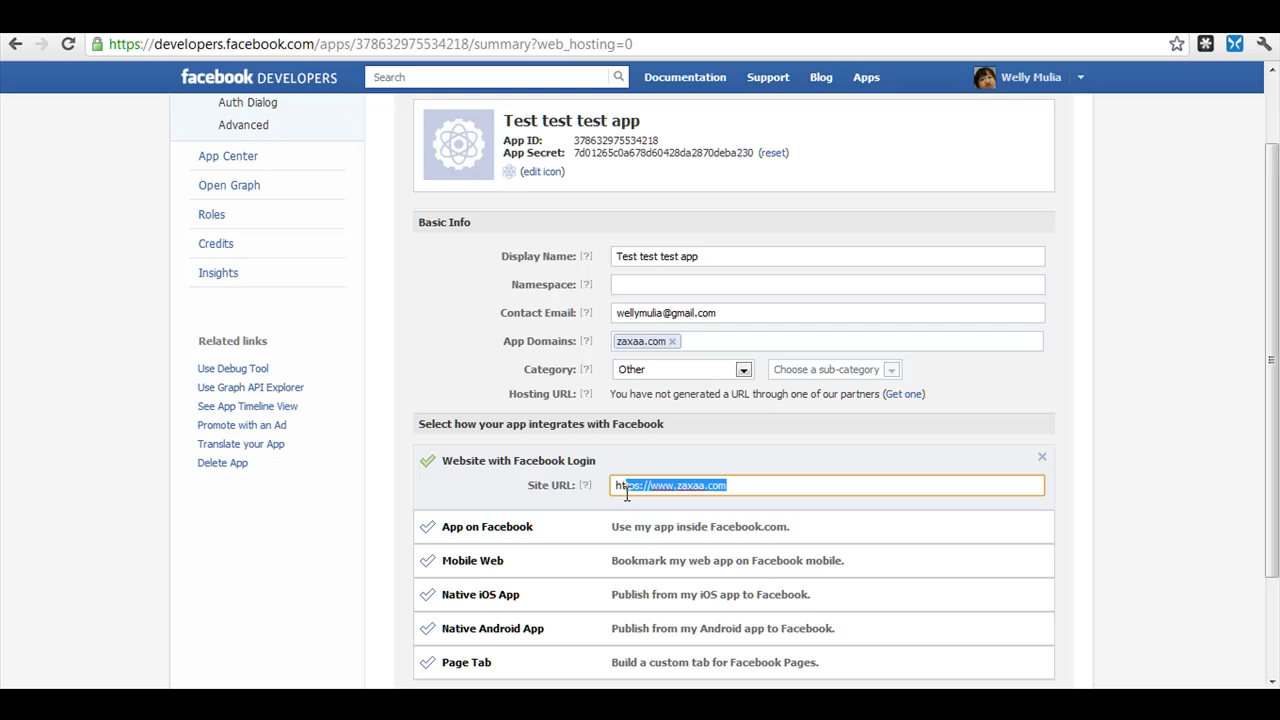 https://developers.facebook.com/apps/378632975534218/summary?web_hosting=0
facebook DEVELOPERS Search Documentation Support Blog Apps Welly Mulia
Auth Dialog
Advanced
App Center
Open Graph
Roles
Credits
Insights
Related links
Use Debug Tool
Use Graph API Explorer
See App Timeline View
Promote with an Ad
Translate your App
Delete App
Test test test app
App ID: 378632975534218
App Secret: 7d01265c0a678d60428da2870deba230 (reset)
(edit icon)
Basic Info
Display Name: [?] Test test test app
Namespace: [?]
Contact Email: [?] wellymulia@gmail.com
App Domains: [?] zaxaa.com ×
Category: [?] Other Choose a sub-category
Hosting URL: [?] You have not generated a URL through one of our partners (Get one)
Select how your app integrates with Facebook
Website with Facebook Login
Site URL: [?] https://www.zaxaa.com
App on Facebook Use my app inside Facebook.com.
Mobile Web Bookmark my web app on Facebook mobile.
Native iOS App Publish from my iOS app to Facebook.
Native Android App Publish from my Android app to Facebook.
Page Tab Build a custom tab for Facebook Pages.